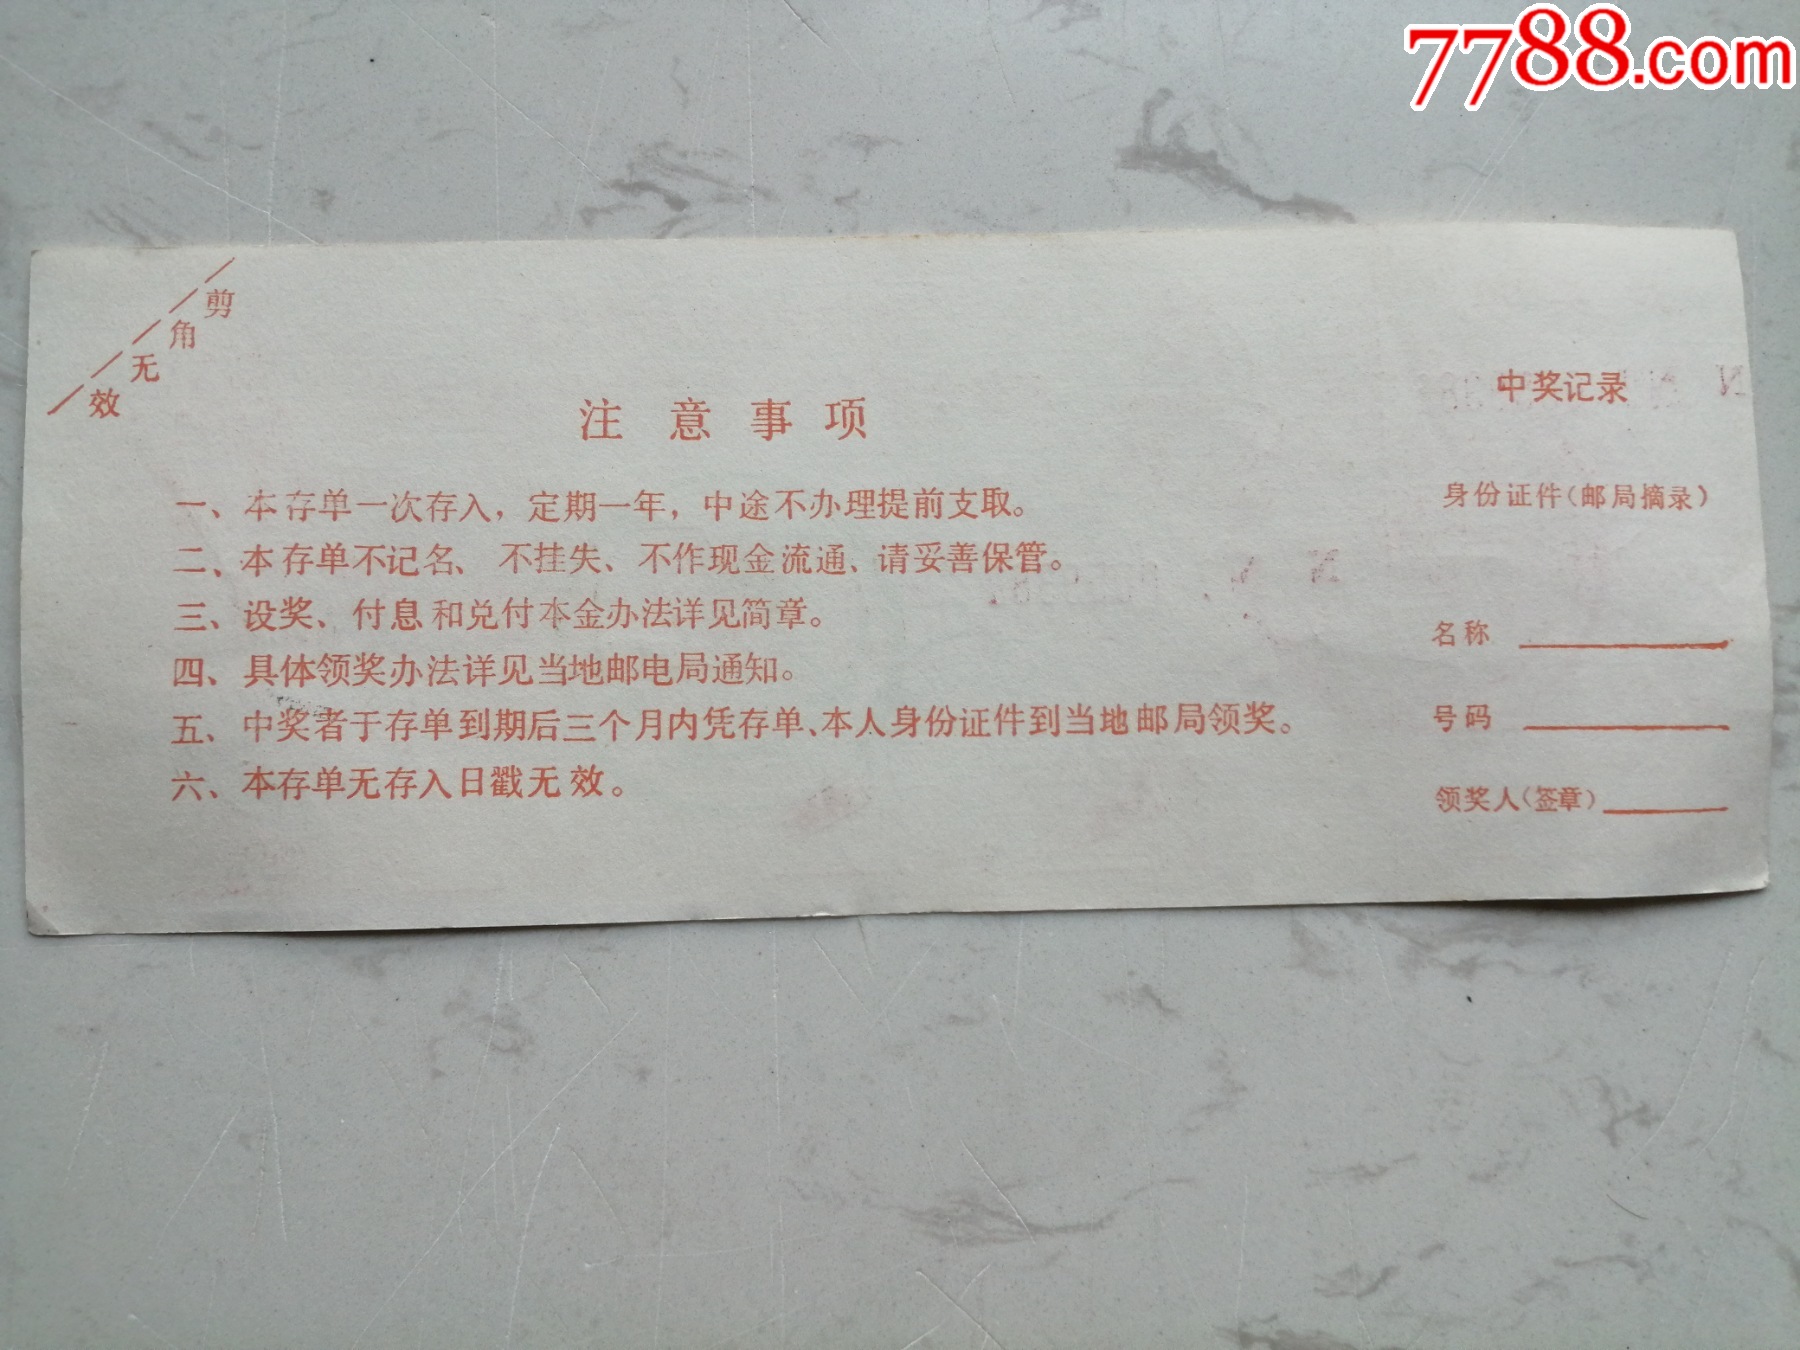 7788.com
剪角无效
注意事项
一、本存单一次存入，定期一年，中途不办理提前支取。
二、本存单不记名、不挂失、不作现金流通、请妥善保管。
三、设奖、付息和兑付本金办法详见简章。
四、具体领奖办法详见当地邮电局通知。
五、中奖者于存单到期后三个月内凭存单、本人身份证件到当地邮局领奖。
六、本存单无存入日戳无效。
中奖记录
身份证件（邮局摘录）
名称
号码
领奖人（签章）